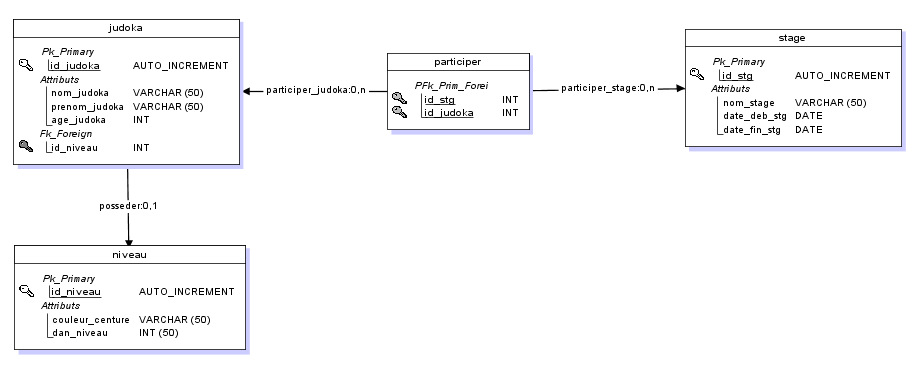 judoka
Pk_Primary
id_judoka AUTO_INCREMENT
Attributs
nom_judoka VARCHAR (50)
prenom_judoka VARCHAR (50)
age_judoka INT
Fk_Foreign
id_niveau INT
participer_judoka:0,n
participer
PFk_Prim_Forei
id_stg INT
id_judoka INT
participer_stage:0,n
stage
Pk_Primary
id_stg AUTO_INCREMENT
Attributs
nom_stage VARCHAR (50)
date_deb_stg DATE
date_fin_stg DATE
posseder:0,1
niveau
Pk_Primary
id_niveau AUTO_INCREMENT
Attributs
couleur_centure VARCHAR (50)
dan_niveau INT (50)